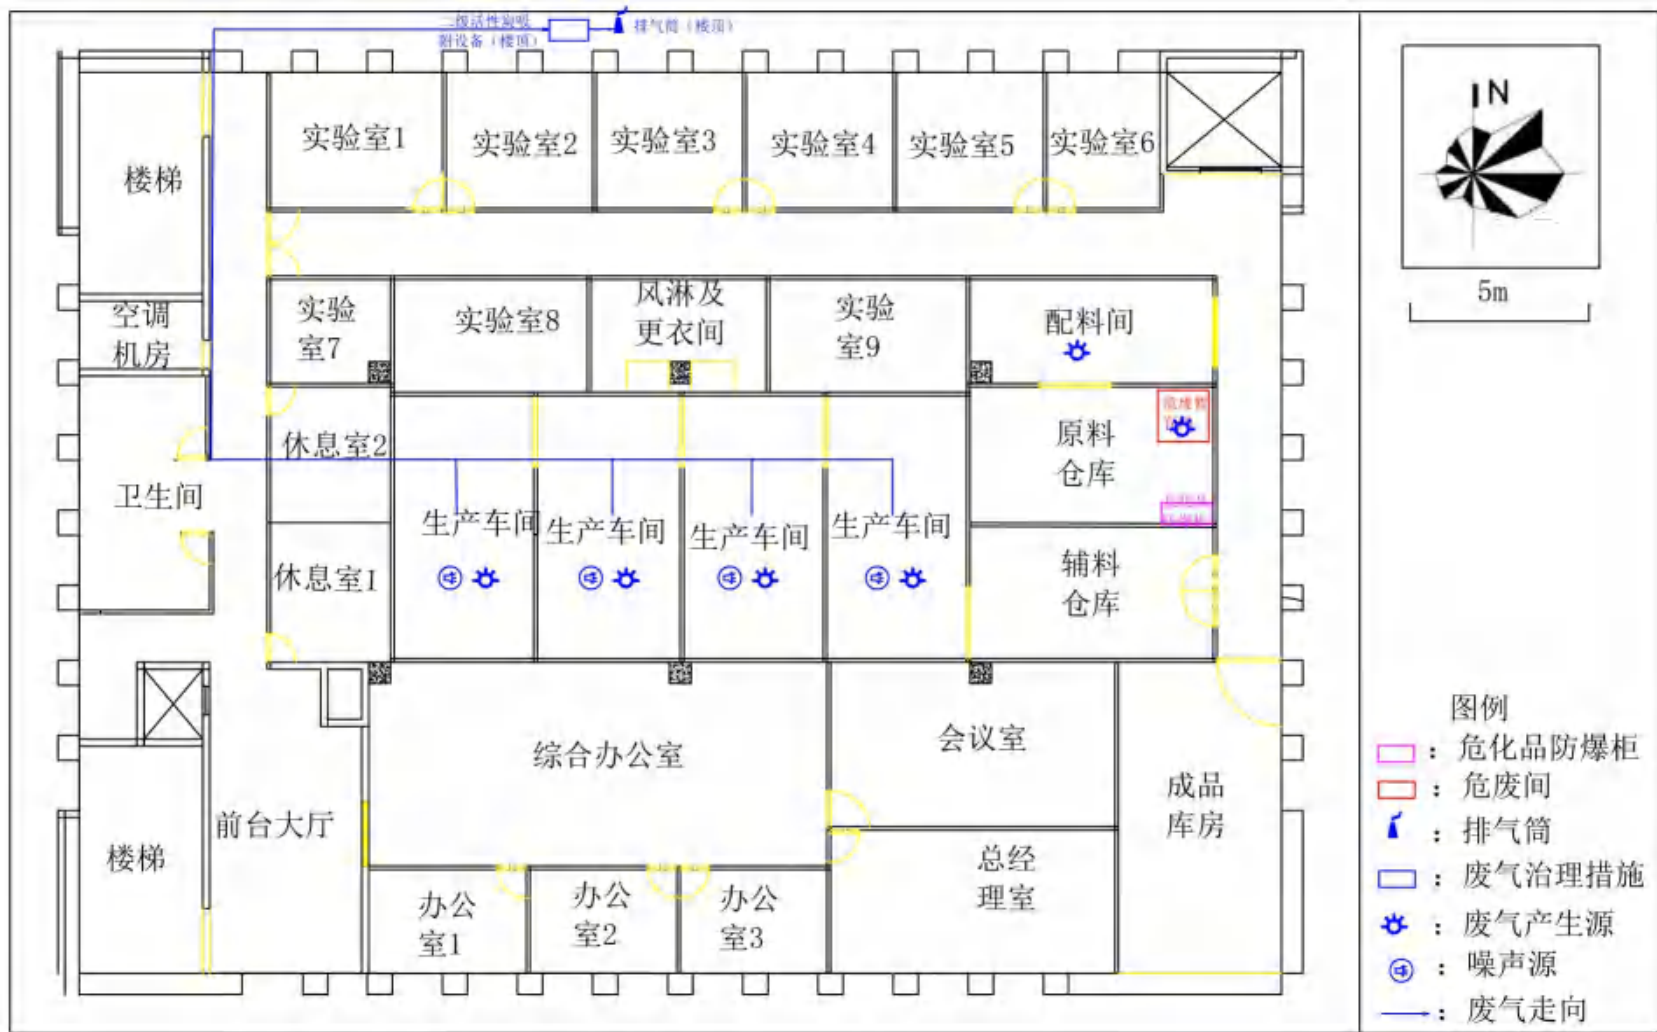 二级活性炭吸
附设备（楼顶）
排气筒（楼顶）
实验室1
实验室2
实验室3
实验室4
实验室5
实验室6
楼梯
N
5m
空调
机房
实验
室7
实验室8
风淋及
更衣间
实验
室9
配料间
休息室2
原料
仓库
卫生间
生产车间
生产车间
生产车间
生产车间
休息室1
辅料
仓库
综合办公室
会议室
成品
库房
前台大厅
楼梯
总经
理室
办公
室1
办公
室2
办公
室3
图例
：危化品防爆柜
：危废间
：排气筒
：废气治理措施
：废气产生源
：噪声源
：废气走向